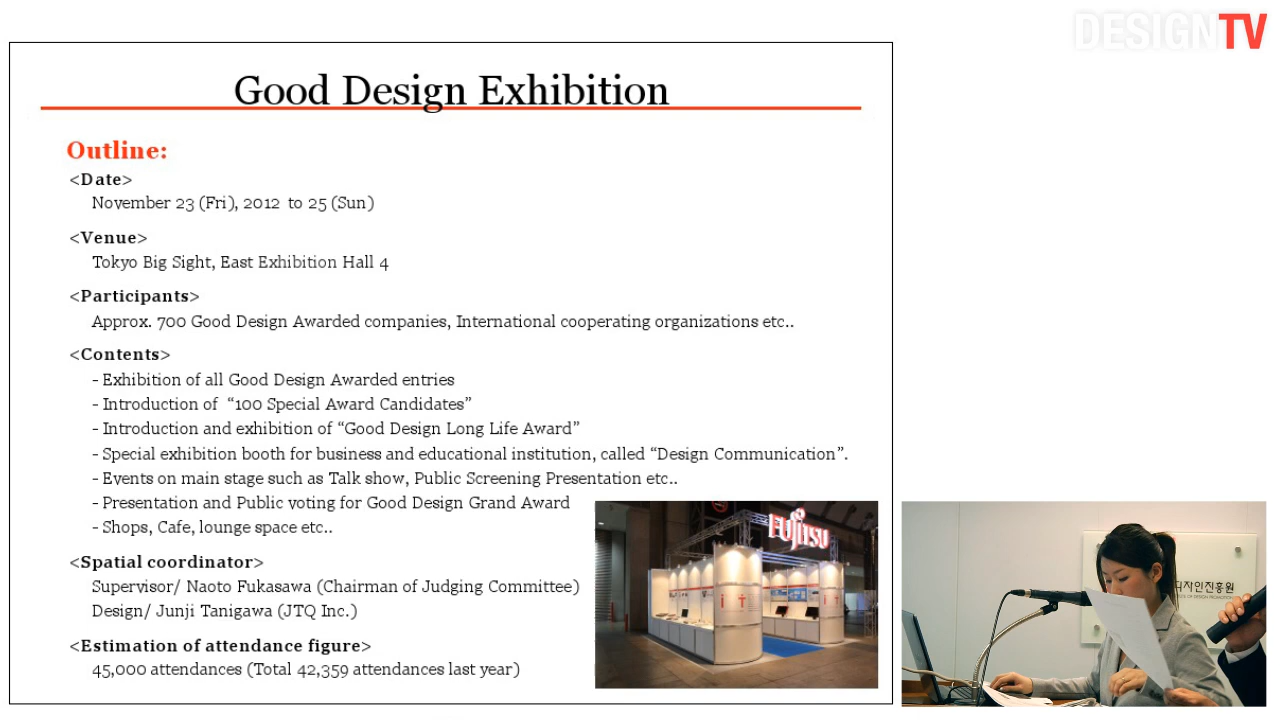 DESIGNTV
Good Design Exhibition
Outline:
<Date>
November 23 (Fri), 2012 to 25 (Sun)
<Venue>
Tokyo Big Sight, East Exhibition Hall 4
<Participants>
Approx. 700 Good Design Awarded companies, International cooperating organizations etc..
<Contents>
- Exhibition of all Good Design Awarded entries
- Introduction of “100 Special Award Candidates”
- Introduction and exhibition of “Good Design Long Life Award”
- Special exhibition booth for business and educational institution, called “Design Communication”.
- Events on main stage such as Talk show, Public Screening Presentation etc..
- Presentation and Public voting for Good Design Grand Award
- Shops, Cafe, lounge space etc..
<Spatial coordinator>
Supervisor/ Naoto Fukasawa (Chairman of Judging Committee)
Design/ Junji Tanigawa (JTQ Inc.)
<Estimation of attendance figure>
45,000 attendances (Total 42,359 attendances last year)
FUJITSU
디자인진흥원